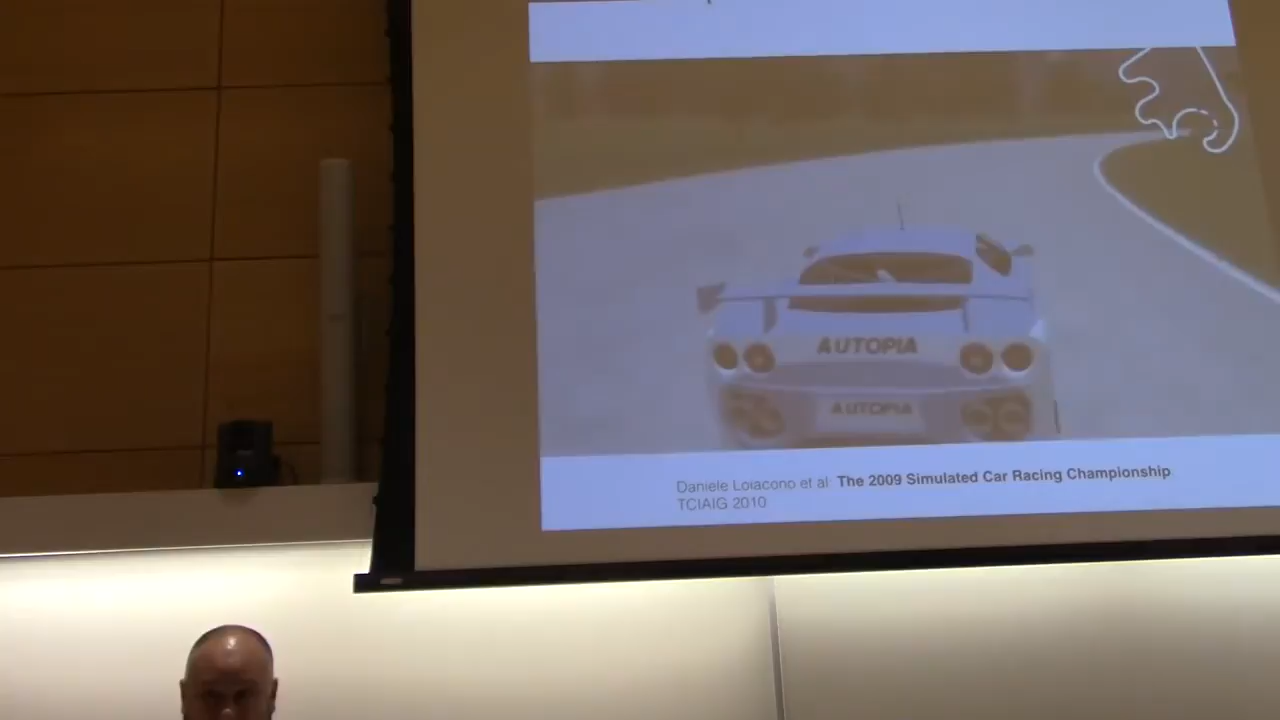 AUTOPIA
AUTOPIA
Daniele Loiacono et al. The 2009 Simulated Car Racing Championship
TCIAIG 2010